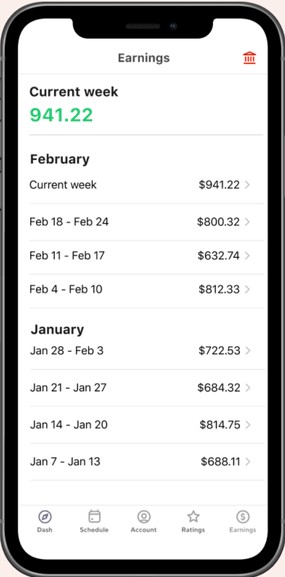 Earnings
Current week
941.22
February
Current week $941.22
Feb 18 - Feb 24 $800.32
Feb 11 - Feb 17 $632.74
Feb 4 - Feb 10 $812.33
January
Jan 28 - Feb 3 $722.53
Jan 21 - Jan 27 $684.32
Jan 14 - Jan 20 $814.75
Jan 7 - Jan 13 $688.11
Dash Schedule Account Ratings Earnings